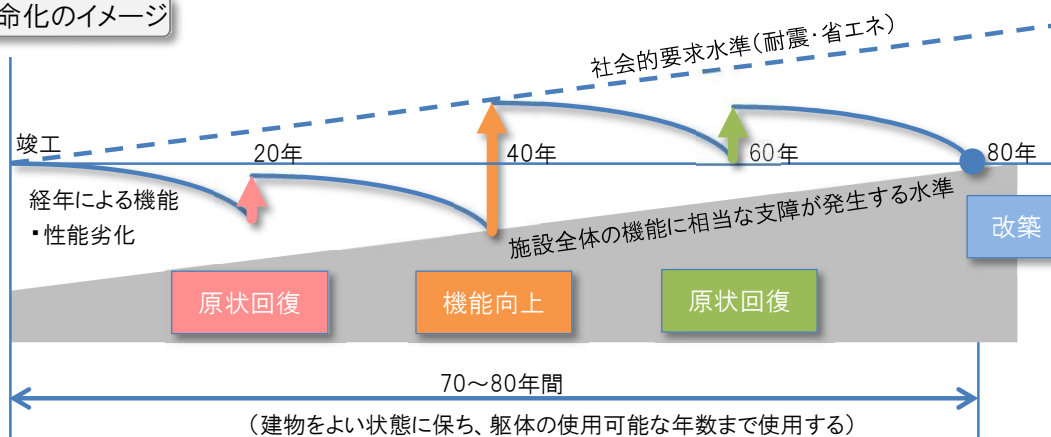 命化のイメージ
社会的要求水準(耐震・省エネ)
竣工
20年
40年
60年
80年
経年による機能
・性能劣化
施設全体の機能に相当な支障が発生する水準
改築
原状回復
機能向上
原状回復
70~80年間
(建物をよい状態に保ち、躯体の使用可能な年数まで使用する)